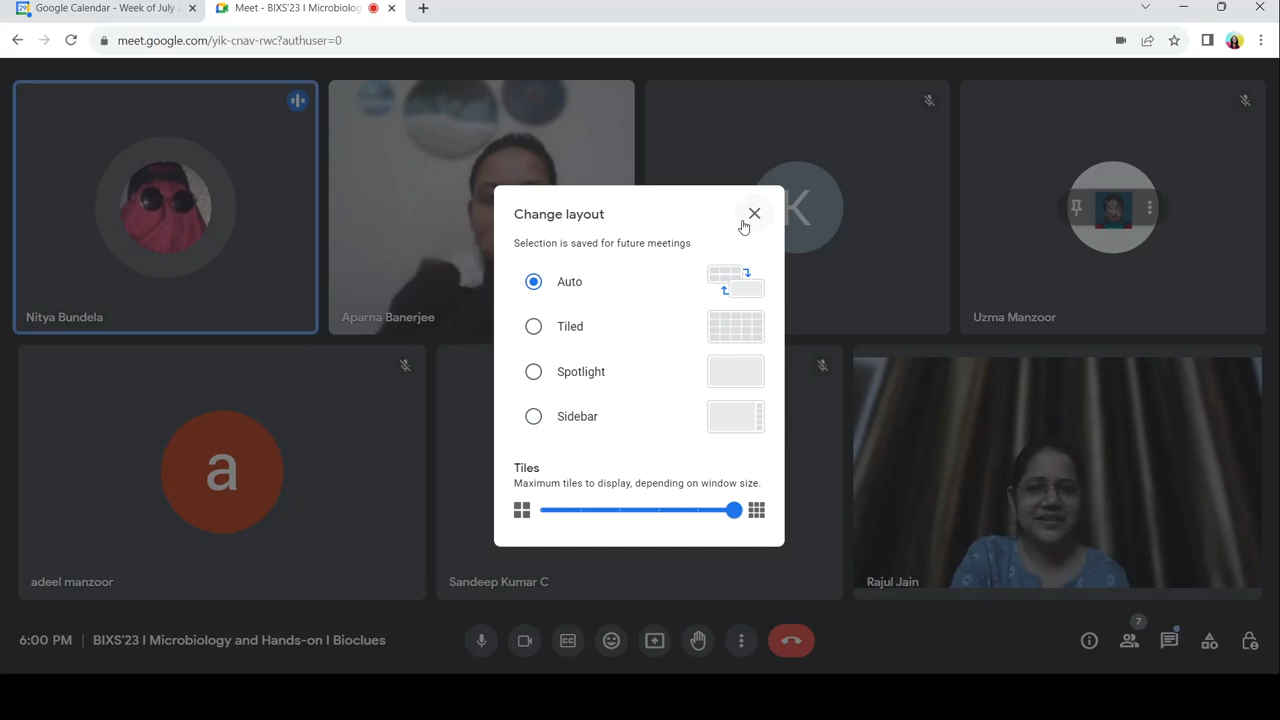 Google Calendar - Week of July 2
Meet - BIXS'23 I Microbiolog
meet.google.com/yik-cnav-rwc?authuser=0
Change layout
Selection is saved for future meetings
Auto
Tiled
Spotlight
Sidebar
Tiles
Maximum tiles to display, depending on window size.
K
Nitya Bundela
Aparna Banerjee
Uzma Manzoor
a
adeel manzoor
Sandeep Kumar C
Rajul Jain
6:00 PM | BIXS'23 I Microbiology and Hands-on I Bioclues
7